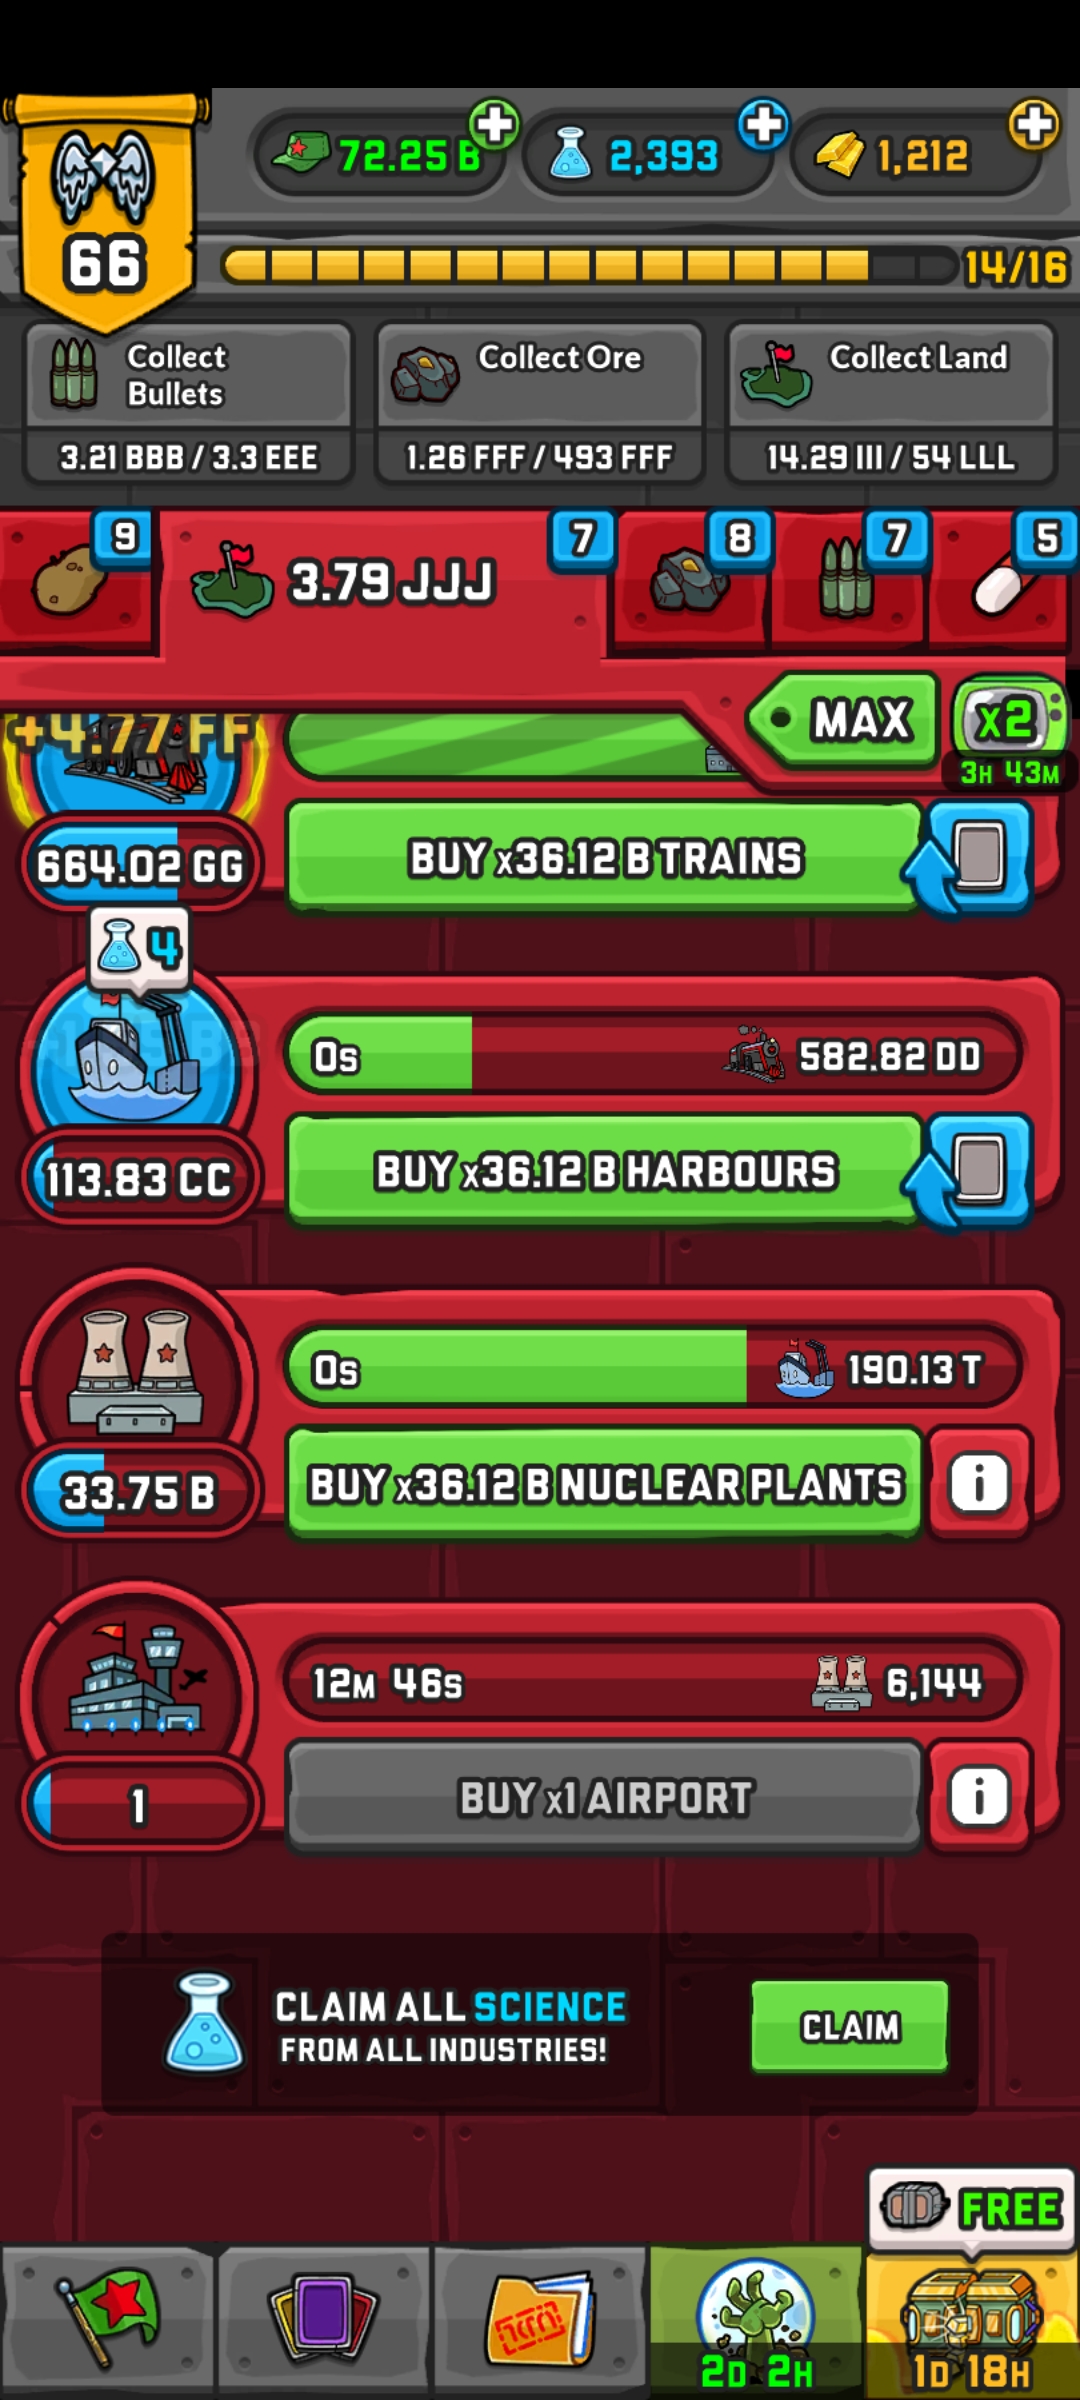 72.25 B
2,393
1,212
66
14/16
Collect
Bullets
Collect Ore
Collect Land
3.21 BBB / 3.3 EEE
1.26 FFF / 493 FFF
14.29 III / 54 LLL
9
3.79 JJJ
7
8
7
5
MAX
x2
3H 43M
+4.77 FF
664.02 GG
BUY x36.12 B TRAINS
4
0s
582.82 DD
113.83 CC
BUY x36.12 B HARBOURS
0s
190.13 T
33.75 B
BUY x36.12 B NUCLEAR PLANTS
i
12M 46s
6,144
1
BUY x1 AIRPORT
i
CLAIM ALL SCIENCE
FROM ALL INDUSTRIES!
CLAIM
FREE
2D 2H
1D 18H